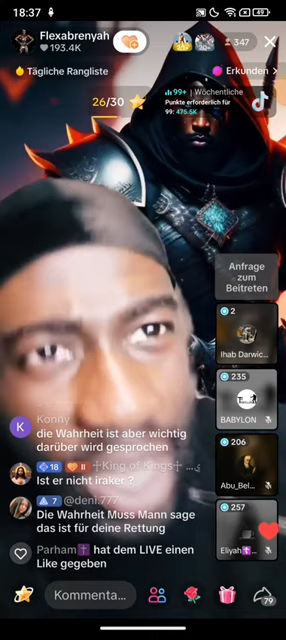 18:37
49
Flexabrenyah
193.4K
347
Tägliche Rangliste
Erkunden >
26/30
99+ | Wöchentliche
Punkte erforderlich für
99: 475.5K
Anfrage
zum
Beitreten
2
Ihab Darwic...
235
BABYLON
206
Abu_Bel...
257
Eliyah✝️...
K
Konny
die Wahrheit ist aber wichtig
darüber wird gesprochen
18 II ☥King of Kings☥ ...
Ist er nicht iraker ?
7 @deni.777
Die Wahrheit Muss Mann sage
das ist für deine Rettung
Parham✝️ hat dem LIVE einen
Like gegeben
Kommenta...
79